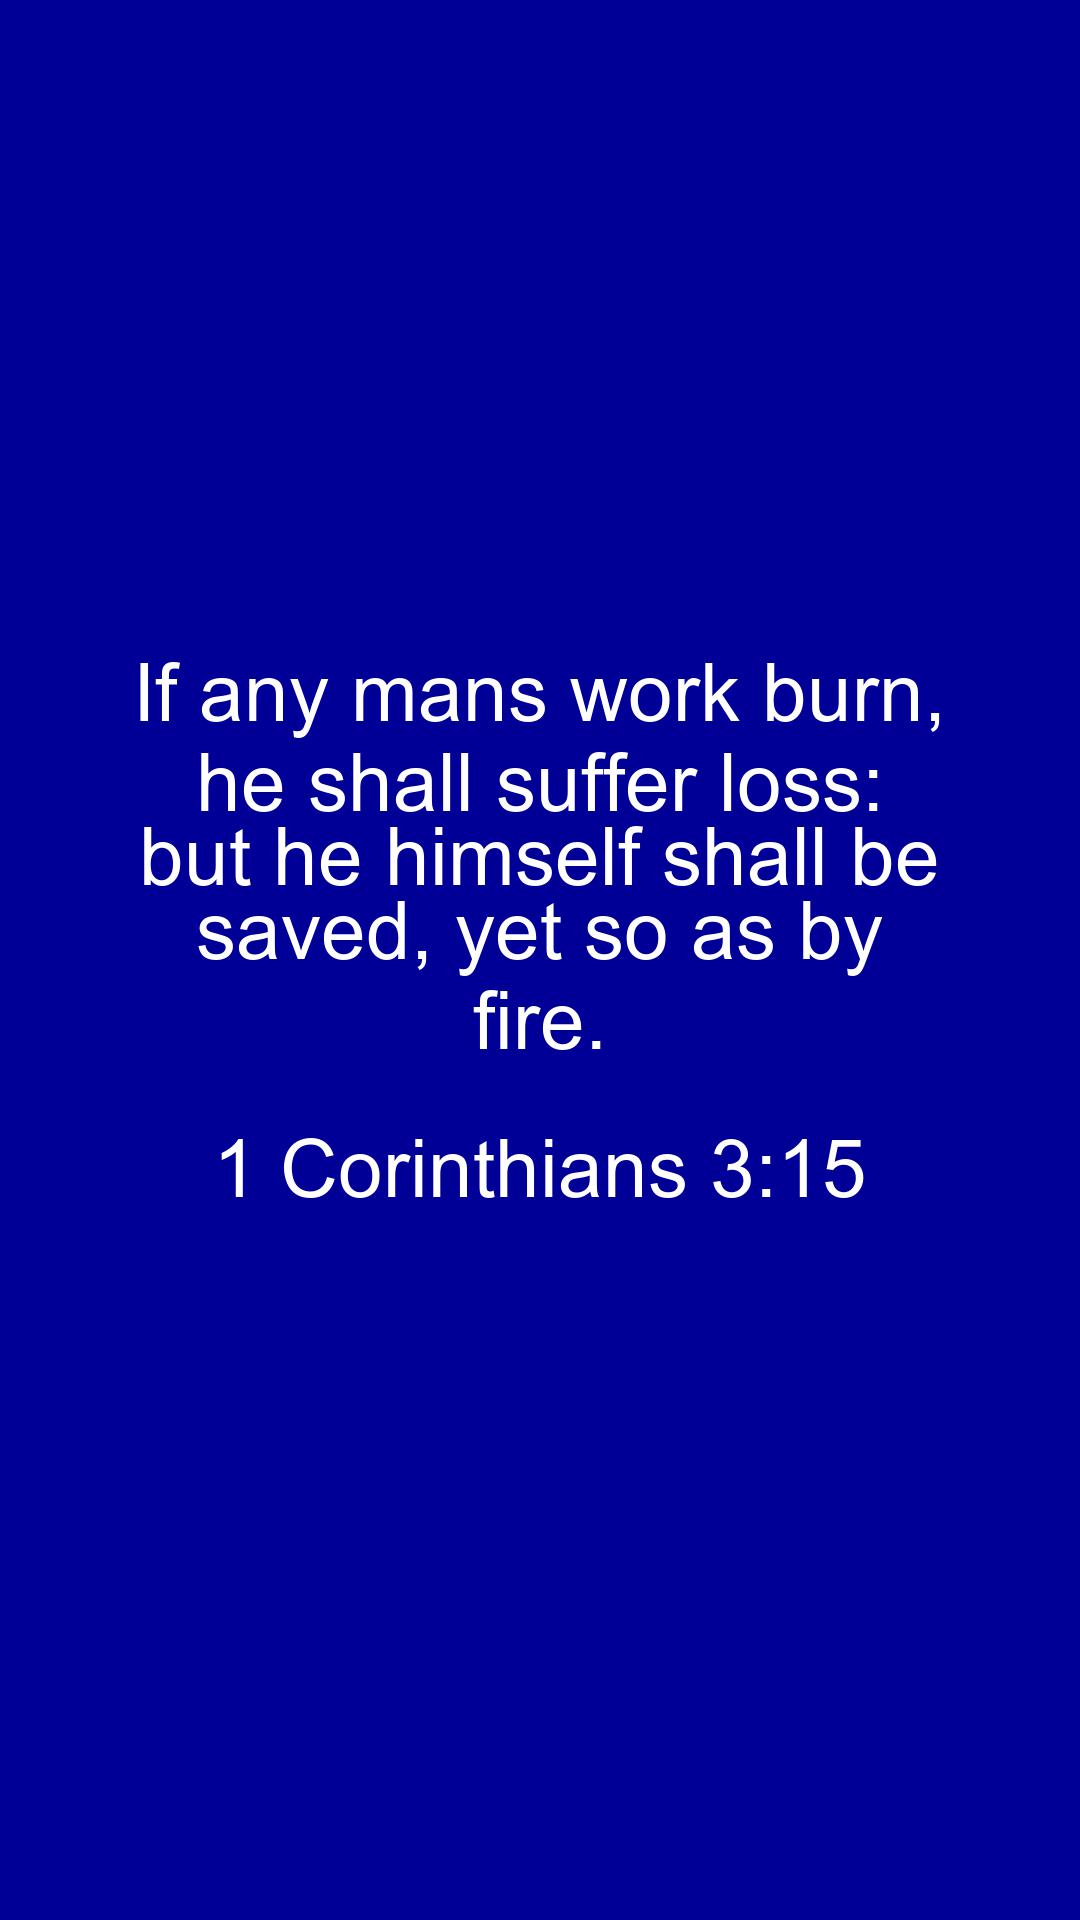 If any mans work burn,
he shall suffer loss:
but he himself shall be
saved, yet so as by
fire.
1 Corinthians 3:15